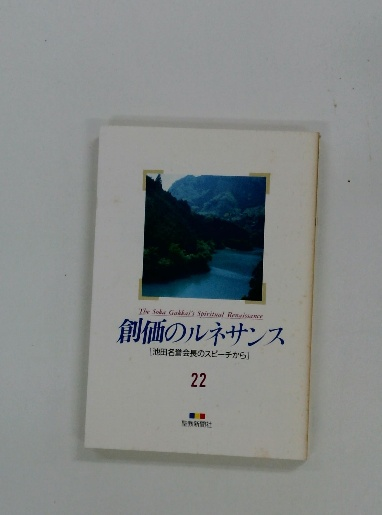 The Soka Gakkai's Spiritual Renaissance
創価のルネサンス
[池田名誉会長のスピーチから]
22
聖教新聞社